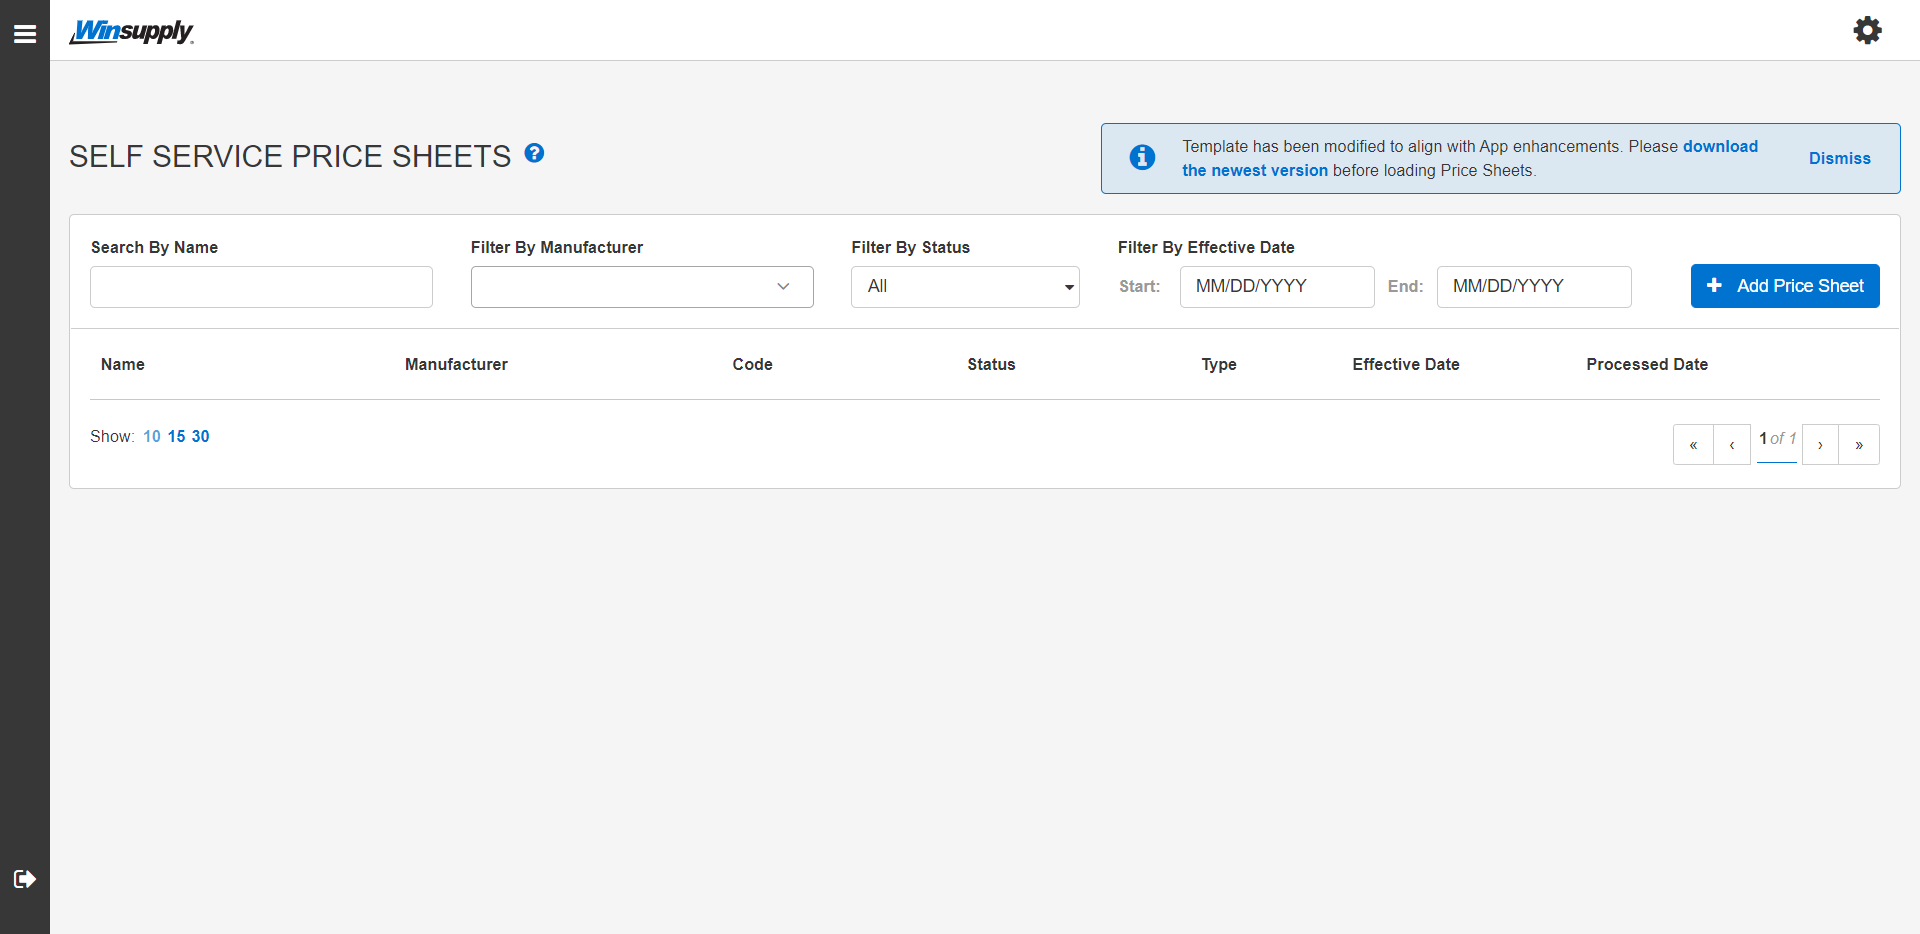 Winsupply
SELF SERVICE PRICE SHEETS
Template has been modified to align with App enhancements. Please download
the newest version before loading Price Sheets.
Dismiss
Search By Name
Filter By Manufacturer
Filter By Status
Filter By Effective Date
All
Start:
MM/DD/YYYY
End:
MM/DD/YYYY
+ Add Price Sheet
Name Manufacturer Code Status Type Effective Date Processed Date
Show: 10 15 30
« ‹ 1 of 1 › »